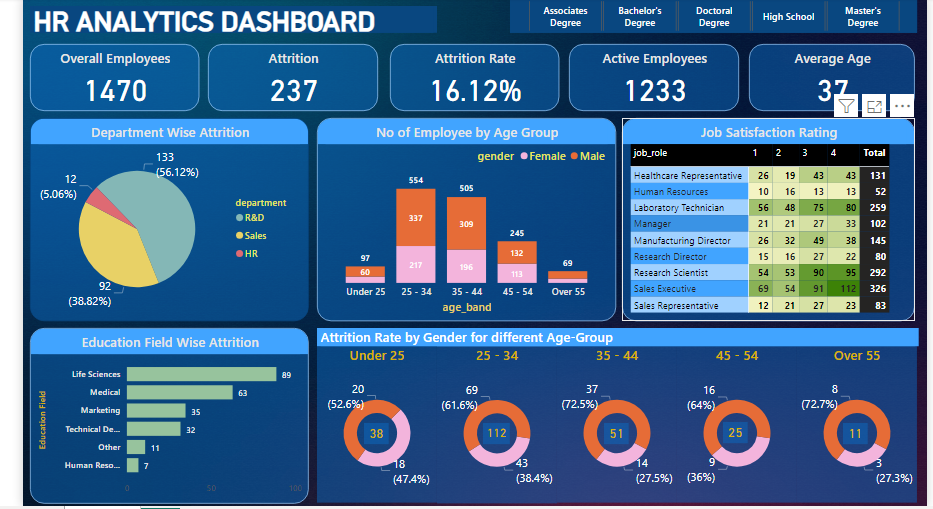 HR ANALYTICS DASHBOARD
Associates Degree
Bachelor's Degree
Doctoral Degree
High School
Master's Degree
Overall Employees
1470
Attrition
237
Attrition Rate
16.12%
Active Employees
1233
Average Age
37
Department Wise Attrition
133
(56.12%)
12
(5.06%)
92
(38.82%)
department
R&D
Sales
HR
No of Employee by Age Group
gender Female Male
97
60
554
337
217
505
309
196
245
132
113
69
Under 25
25 - 34
35 - 44
45 - 54
Over 55
age_band
Job Satisfaction Rating
job_role 1 2 3 4 Total
Healthcare Representative 26 19 43 43 131
Human Resources 10 16 13 13 52
Laboratory Technician 56 48 75 80 259
Manager 21 21 27 33 102
Manufacturing Director 26 32 49 38 145
Research Director 15 16 27 22 80
Research Scientist 54 53 90 95 292
Sales Executive 69 54 91 112 326
Sales Representative 12 21 27 23 83
Education Field Wise Attrition
Education Field
Life Sciences 89
Medical 63
Marketing 35
Technical De... 32
Other 11
Human Reso... 7
0 50 100
Attrition Rate by Gender for different Age-Group
Under 25
20
(52.6%)
38
18
(47.4%)
25 - 34
69
(61.6%)
112
43
(38.4%)
35 - 44
37
(72.5%)
51
14
(27.5%)
45 - 54
16
(64%)
25
9
(36%)
Over 55
8
(72.7%)
11
3
(27.3%)